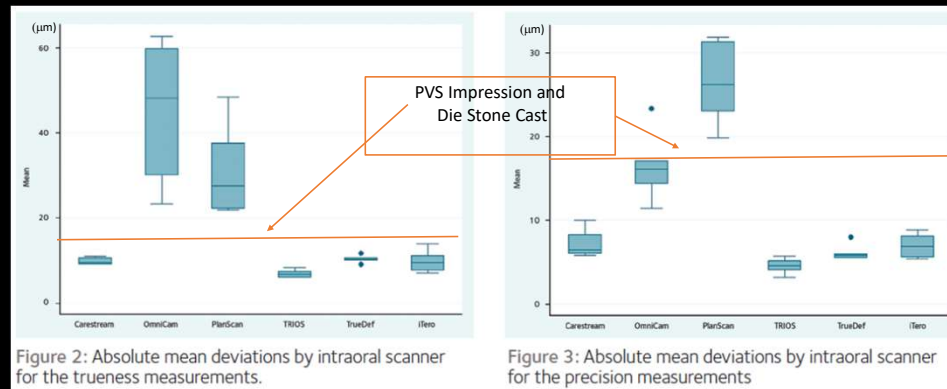 (μm)
60
40
20
0
Mean
Carestream OmniCam PlanScan TRIOS TrueDef iTero
Figure 2: Absolute mean deviations by intraoral scanner
for the trueness measurements.
PVS Impression and
Die Stone Cast
(μm)
30
20
10
0
Mean
Carestream OmniCam PlanScan TRIOS TrueDef iTero
Figure 3: Absolute mean deviations by intraoral scanner
for the precision measurements